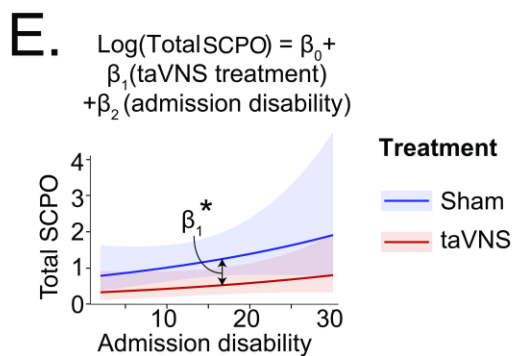 E.
Log(Total SCPO) = β₀+
β₁(taVNS treatment)
+β₂(admission disability)
Treatment
Sham
taVNS
Total SCPO
4
3
2
1
0
β₁*
10
20
30
Admission disability